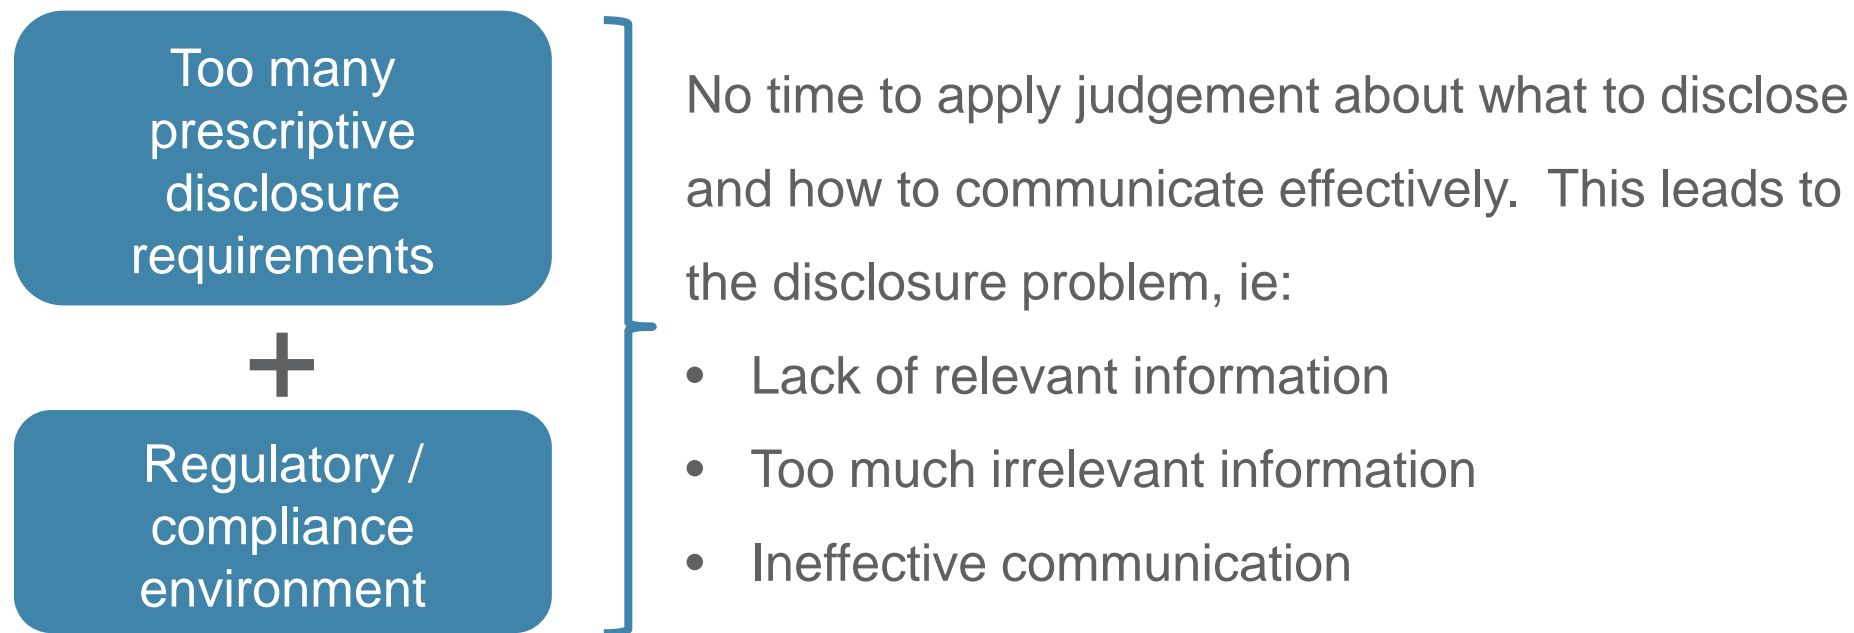 Too many
prescriptive
disclosure
requirements
+
Regulatory /
compliance
environment
No time to apply judgement about what to disclose
and how to communicate effectively.  This leads to
the disclosure problem, ie:
• Lack of relevant information
• Too much irrelevant information
• Ineffective communication